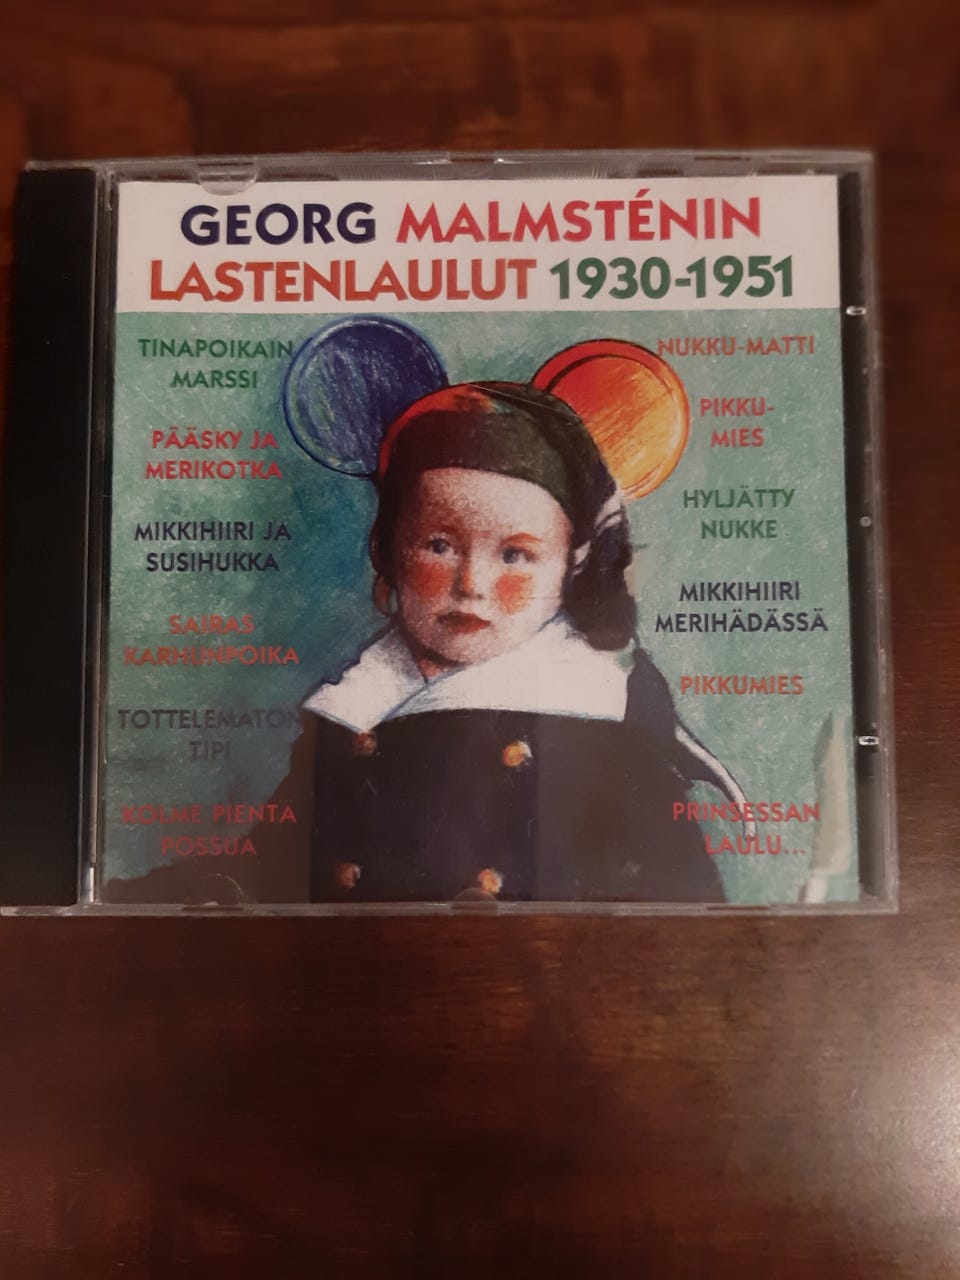 GEORG MALMSTÉNIN
LASTENLAULUT 1930-1951
TINAPOIKAIN
MARSSI
PÄÄSKY JA
MERIKOTKA
MIKKIHIIRI JA
SUSIHUKKA
SAIRAS
KARHUNPOIKA
TOTTELEMATON
TIPI
KOLME PIENTÄ
POSSUA
NUKKU-MATTI
PIKKU-
MIES
HYLJÄTTY
NUKKE
MIKKIHIIRI
MERIHÄDÄSSÄ
PIKKUMIES
PRINSESSAN
LAULU...